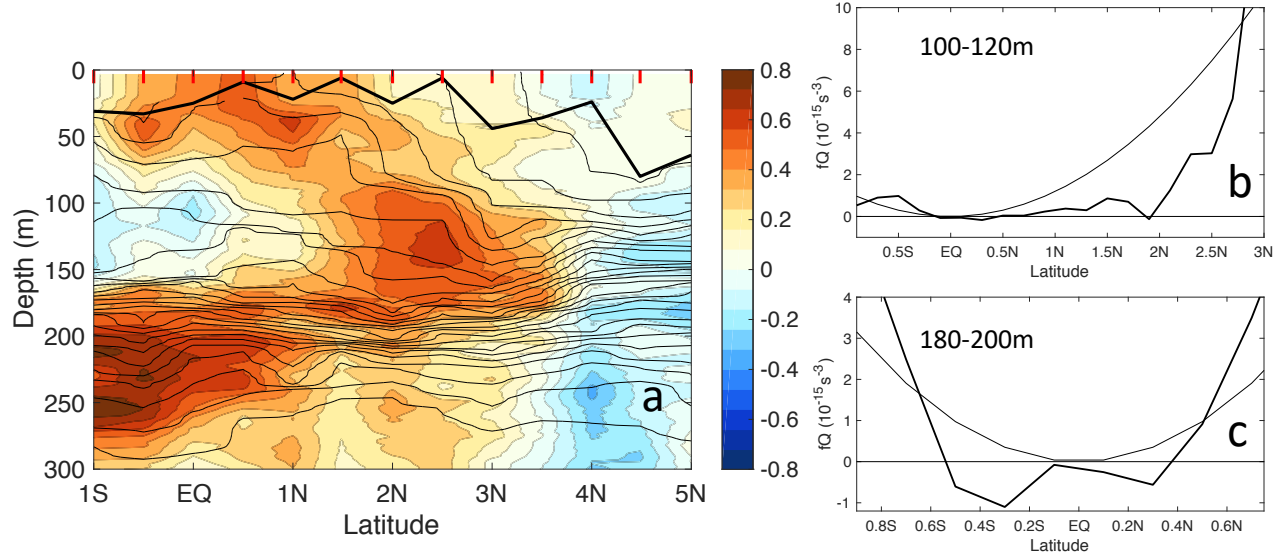 0
50
100
150
200
250
300
Depth (m)
1S EQ 1N 2N 3N 4N 5N
Latitude
a
0.8
0.6
0.4
0.2
0
-0.2
-0.4
-0.6
-0.8
10
8
6
4
2
0
fQ (10⁻¹⁵ s⁻³)
100-120m
b
0.5S EQ 0.5N 1N 1.5N 2N 2.5N 3N
Latitude
4
3
2
1
0
-1
fQ (10⁻¹⁵ s⁻³)
180-200m
c
0.8S 0.6S 0.4S 0.2S EQ 0.2N 0.4N 0.6N
Latitude